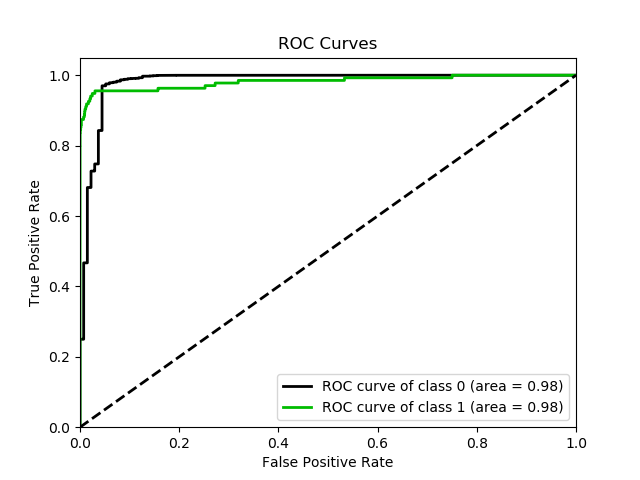 ROC Curves
True Positive Rate
1.0
0.8
0.6
0.4
0.2
0.0
0.0 0.2 0.4 0.6 0.8 1.0
False Positive Rate
ROC curve of class 0 (area = 0.98)
ROC curve of class 1 (area = 0.98)